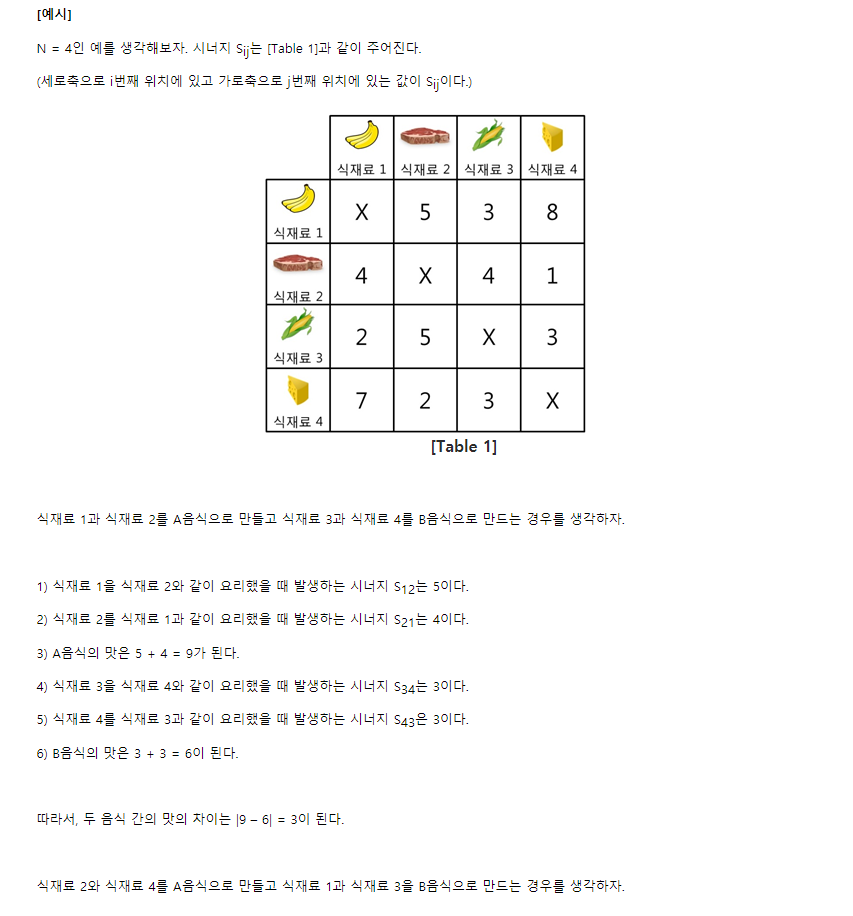 [예시]
N = 4인 예를 생각해보자. 시너지 Sij는 [Table 1]과 같이 주어진다.
(세로축으로 i번째 위치에 있고 가로축으로 j번째 위치에 있는 값이 Sij이다.)
식재료 1 식재료 2 식재료 3 식재료 4
식재료 1 X 5 3 8
식재료 2 4 X 4 1
식재료 3 2 5 X 3
식재료 4 7 2 3 X
[Table 1]
식재료 1과 식재료 2를 A음식으로 만들고 식재료 3과 식재료 4를 B음식으로 만드는 경우를 생각하자.
1) 식재료 1을 식재료 2와 같이 요리했을 때 발생하는 시너지 S12는 5이다.
2) 식재료 2를 식재료 1과 같이 요리했을 때 발생하는 시너지 S21는 4이다.
3) A음식의 맛은 5 + 4 = 9가 된다.
4) 식재료 3을 식재료 4와 같이 요리했을 때 발생하는 시너지 S34는 3이다.
5) 식재료 4를 식재료 3과 같이 요리했을 때 발생하는 시너지 S43은 3이다.
6) B음식의 맛은 3 + 3 = 6이 된다.
따라서, 두 음식 간의 맛의 차이는 |9 – 6| = 3이 된다.
식재료 2와 식재료 4를 A음식으로 만들고 식재료 1과 식재료 3을 B음식으로 만드는 경우를 생각하자.